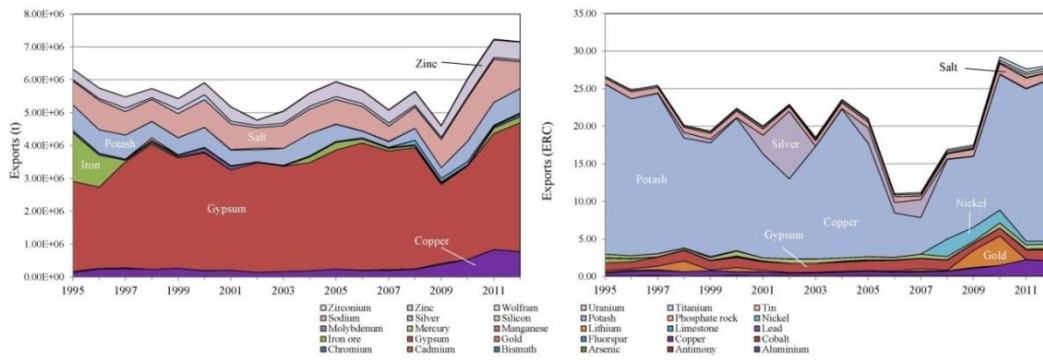 8.00E+06
7.00E+06
6.00E+06
5.00E+06
4.00E+06
3.00E+06
2.00E+06
1.00E+06
0.00E+00
Exports (t)
1995 1997 1999 2001 2003 2005 2007 2009 2011
Zinc
Salt
Potash
Iron
Gypsum
Copper
35.00
30.00
25.00
20.00
15.00
10.00
5.00
0.00
Exports (ERC)
1995 1997 1999 2001 2003 2005 2007 2009 2011
Salt
Silver
Potash
Copper
Nickel
Gypsum
Gold
Zirconium Zinc Wolfram Uranium Titanium Tin
Sodium Silver Silicon Potash Phosphate rock Nickel
Molybdenum Mercury Manganese Lithium Limestone Lead
Iron ore Gypsum Gold Fluorspar Copper Cobalt
Chromium Cadmium Bismuth Arsenic Antimony Aluminium